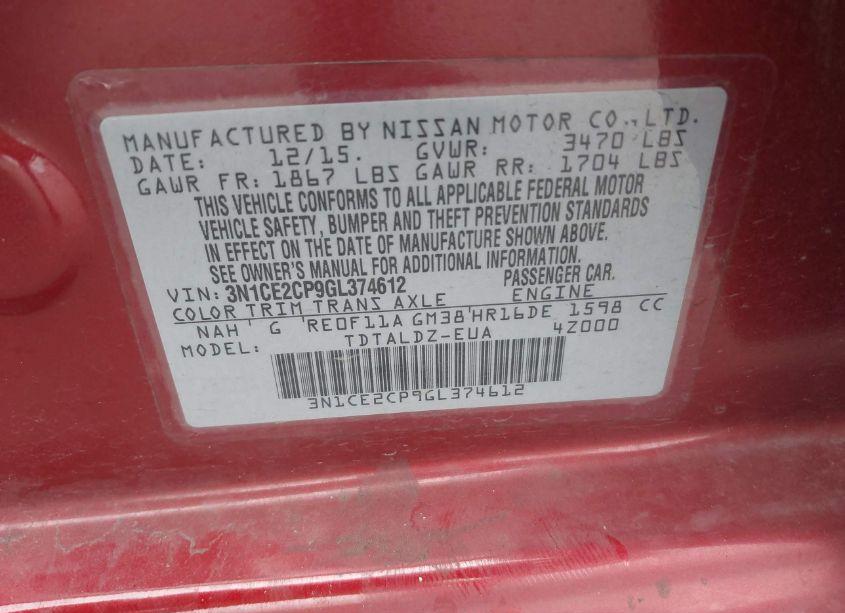 MANUFACTURED BY NISSAN MOTOR CO., LTD.
DATE: 12/15. GVWR: 3470 LBS
GAWR FR: 1867 LBS GAWR RR: 1704 LBS
THIS VEHICLE CONFORMS TO ALL APPLICABLE FEDERAL MOTOR
VEHICLE SAFETY, BUMPER AND THEFT PREVENTION STANDARDS
IN EFFECT ON THE DATE OF MANUFACTURE SHOWN ABOVE.
SEE OWNER'S MANUAL FOR ADDITIONAL INFORMATION.
VIN: 3N1CE2CP9GL374612 PASSENGER CAR.
COLOR TRIM TRANS AXLE ENGINE
NAH G RE0F11A GM38 HR16DE 1598 CC
MODEL: TDTALDZ-EUA 4Z000
3N1CE2CP9GL374612